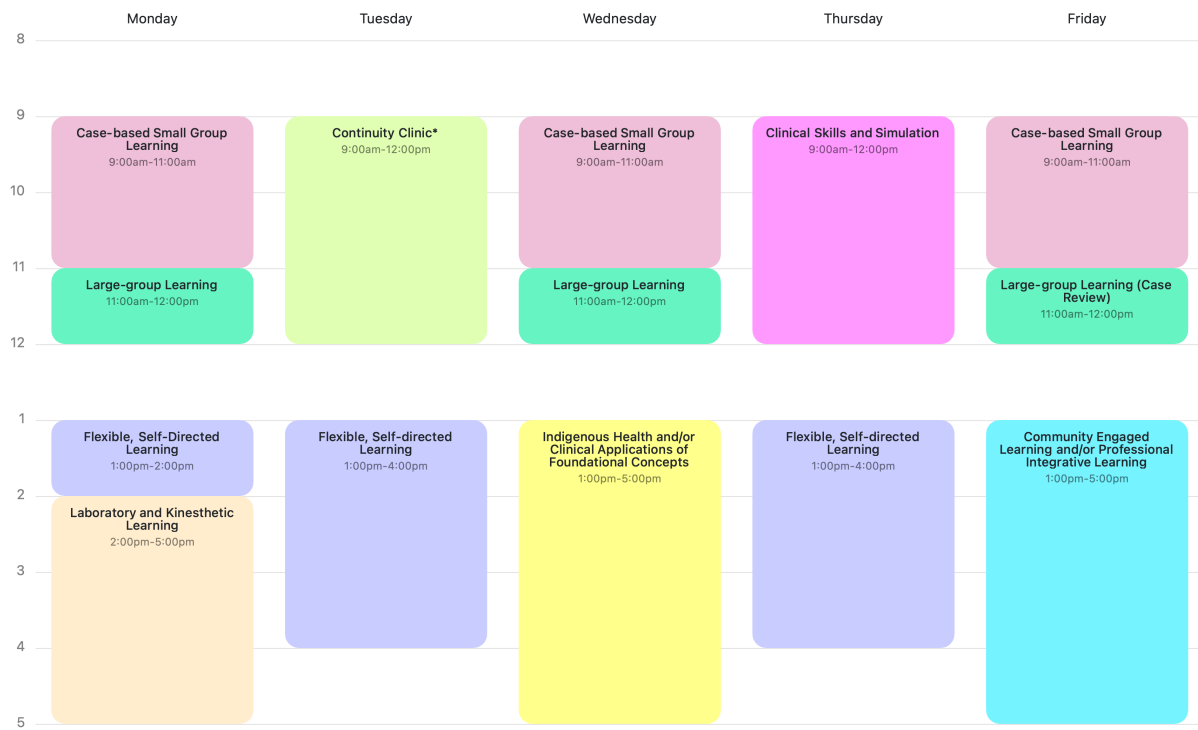 Monday
Tuesday
Wednesday
Thursday
Friday
8
9
Case-based Small Group
Learning
9:00am-11:00am
Continuity Clinic*
9:00am-12:00pm
Case-based Small Group
Learning
9:00am-11:00am
Clinical Skills and Simulation
9:00am-12:00pm
Case-based Small Group
Learning
9:00am-11:00am
10
11
Large-group Learning
11:00am-12:00pm
Large-group Learning
11:00am-12:00pm
Large-group Learning (Case
Review)
11:00am-12:00pm
12
1
Flexible, Self-Directed
Learning
1:00pm-2:00pm
Flexible, Self-directed
Learning
1:00pm-4:00pm
Indigenous Health and/or
Clinical Applications of
Foundational Concepts
1:00pm-5:00pm
Flexible, Self-directed
Learning
1:00pm-4:00pm
Community Engaged
Learning and/or Professional
Integrative Learning
1:00pm-5:00pm
2
Laboratory and Kinesthetic
Learning
2:00pm-5:00pm
3
4
5